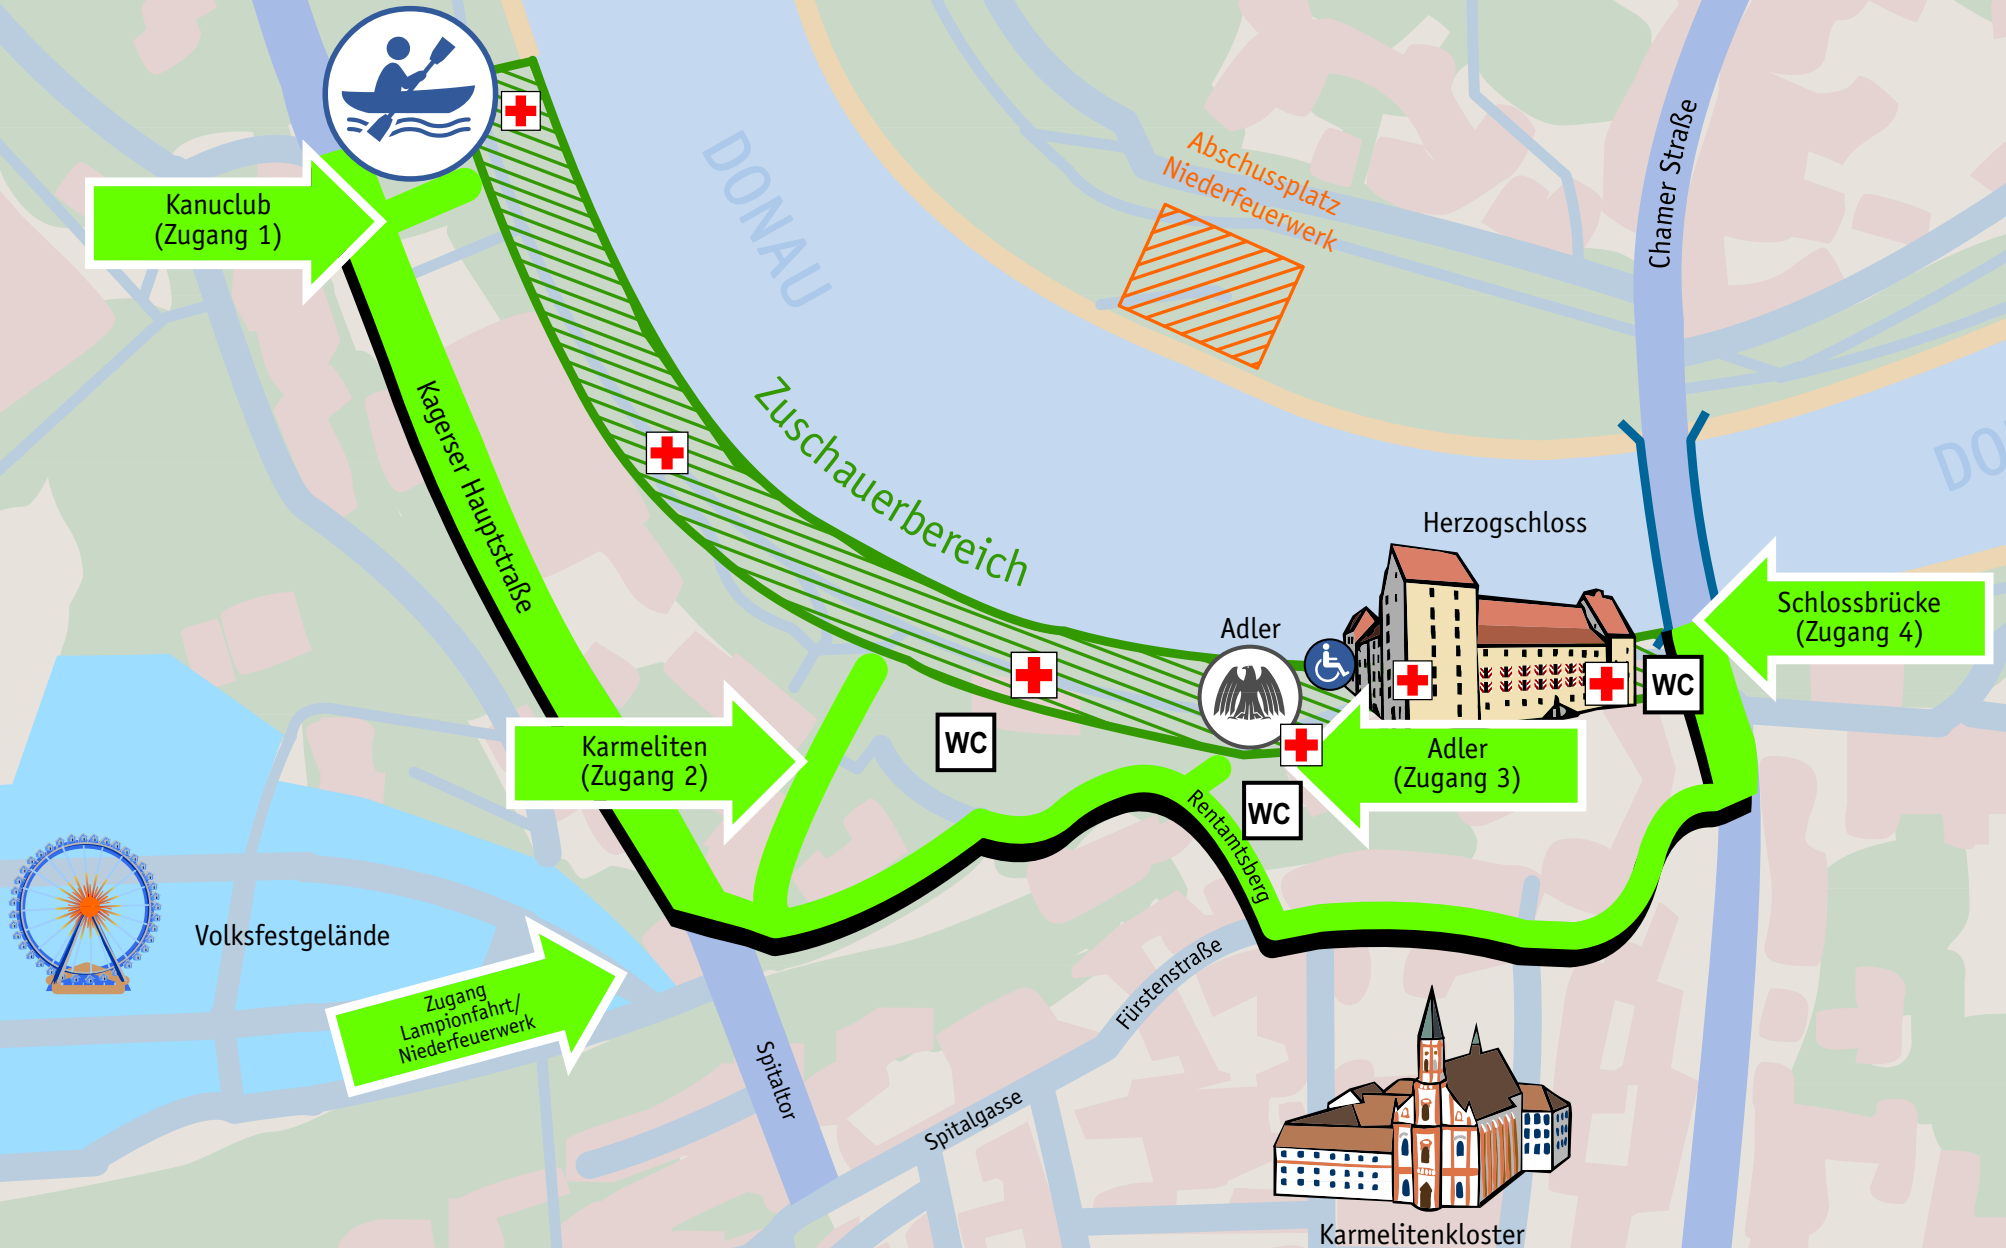 DONAU
Abschussplatz
Niederfeuerwerk
Chamer Straße
Kanuclub
(Zugang 1)
Kagerser Hauptstraße
Zuschauerbereich
DO
Herzogschloss
Adler
Schlossbrücke
(Zugang 4)
WC
Karmeliten
(Zugang 2)
WC
Adler
(Zugang 3)
WC
Rentamtsberg
Volksfestgelände
Zugang
Lampionfahrt/
Niederfeuerwerk
Fürstenstraße
Spitaltor
Spitalgasse
Karmelitenkloster